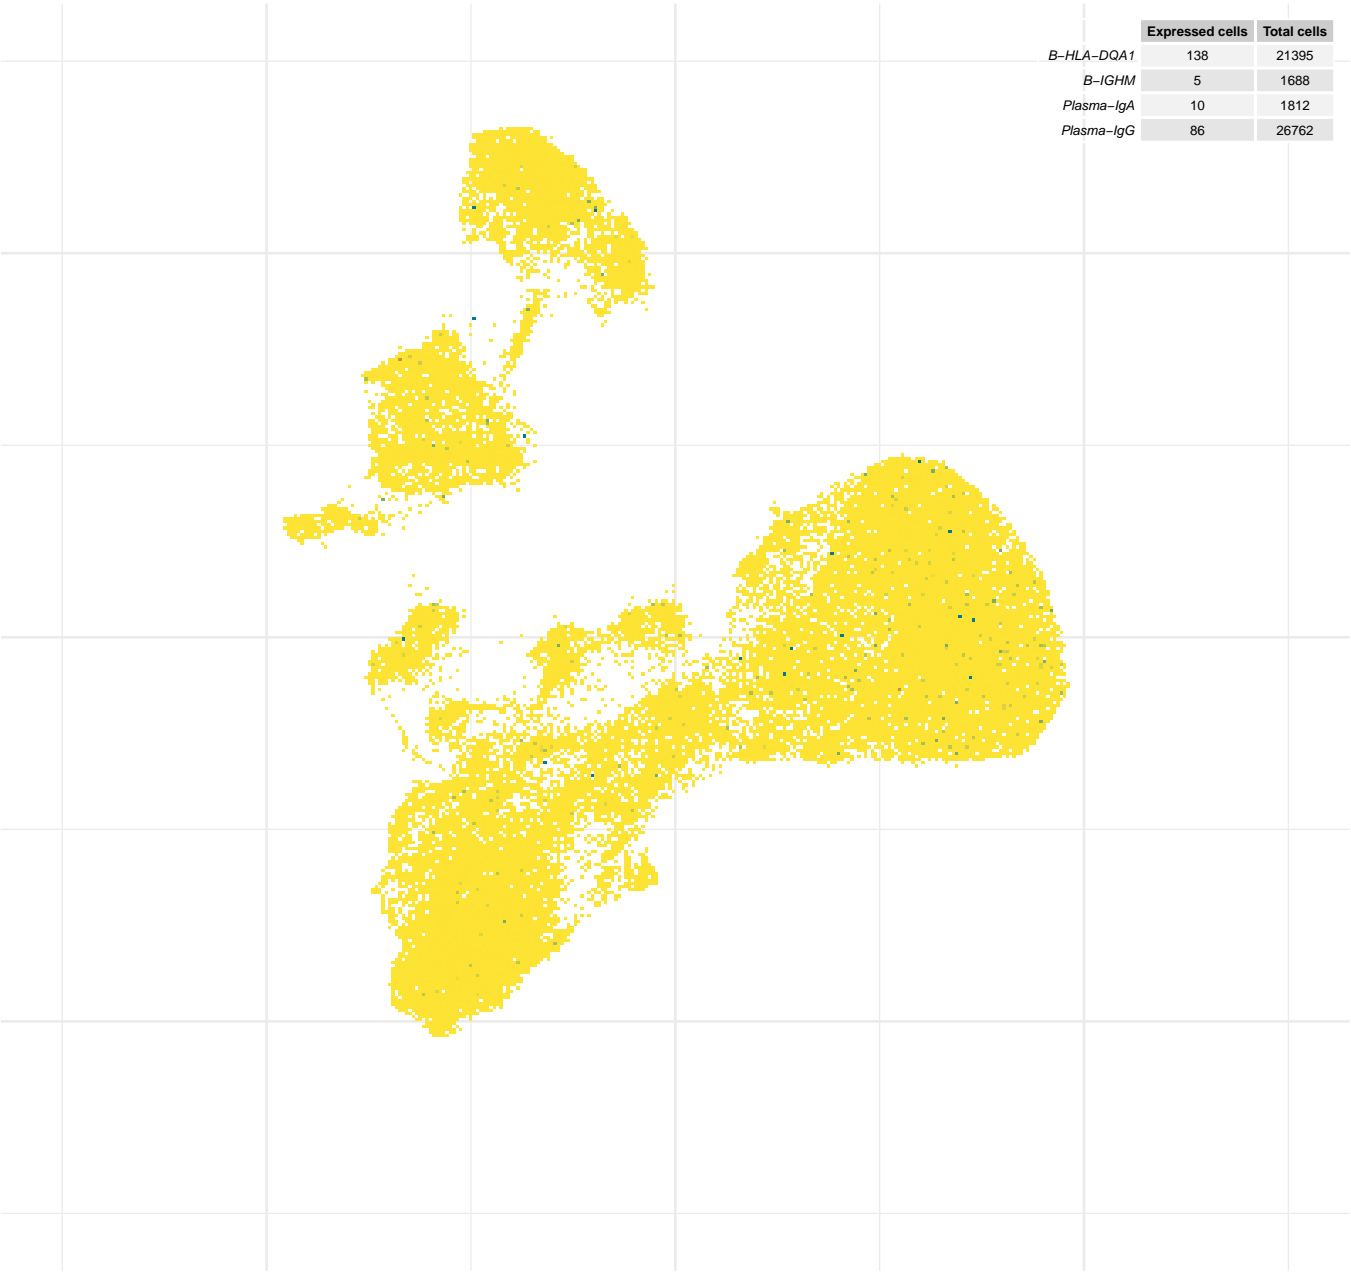 Expressed cells Total cells
B−HLA−DQA1 138 21395
B−IGHM 5 1688
Plasma−IgA 10 1812
Plasma−IgG 86 26762